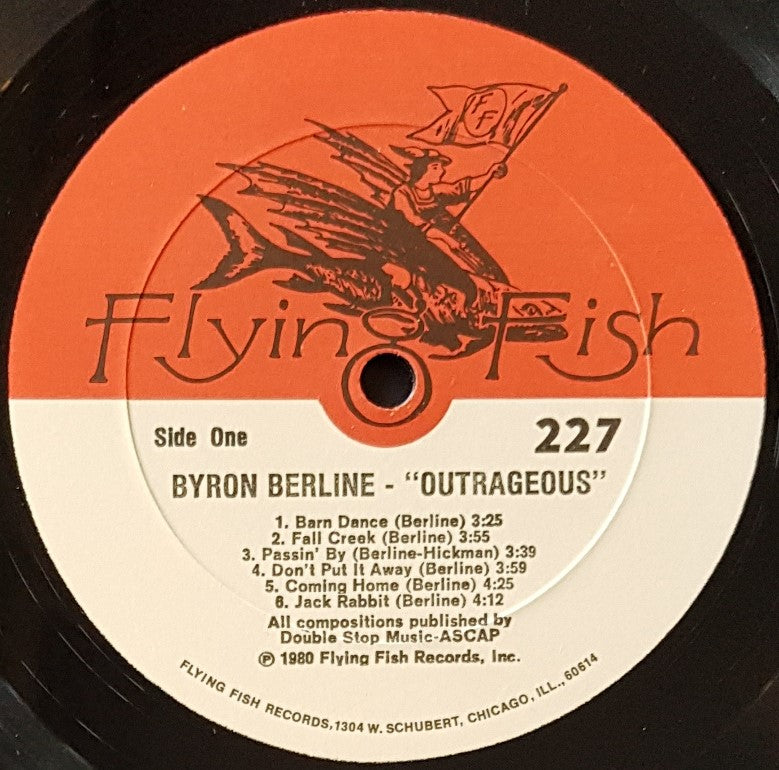 FF
Flying Fish
Side One
227
BYRON BERLINE - “OUTRAGEOUS”
1. Barn Dance (Berline) 3:25
2. Fall Creek (Berline) 3:55
3. Passin’ By (Berline-Hickman) 3:39
4. Don’t Put It Away (Berline) 3:59
5. Coming Home (Berline) 4:25
6. Jack Rabbit (Berline) 4:12
All compositions published by
Double Stop Music-ASCAP
℗ 1980 Flying Fish Records, Inc.
FLYING FISH RECORDS, 1304 W. SCHUBERT, CHICAGO, ILL., 60614